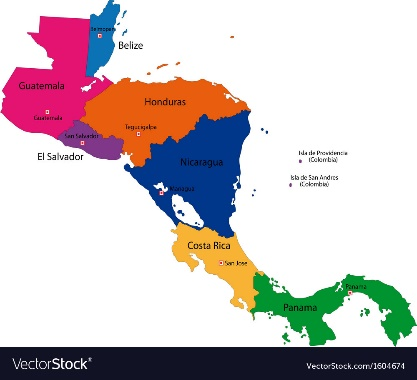 Belmopan
Belize
Guatemala
Guatemala
Honduras
Tegucigalpa
San Salvador
El Salvador
Nicaragua
Managua
Isla de Providencia
(Colombia)
Isla de San Andres
(Colombia)
Costa Rica
San Jose
Panama
Panama
VectorStock®
VectorStock.com/1604674